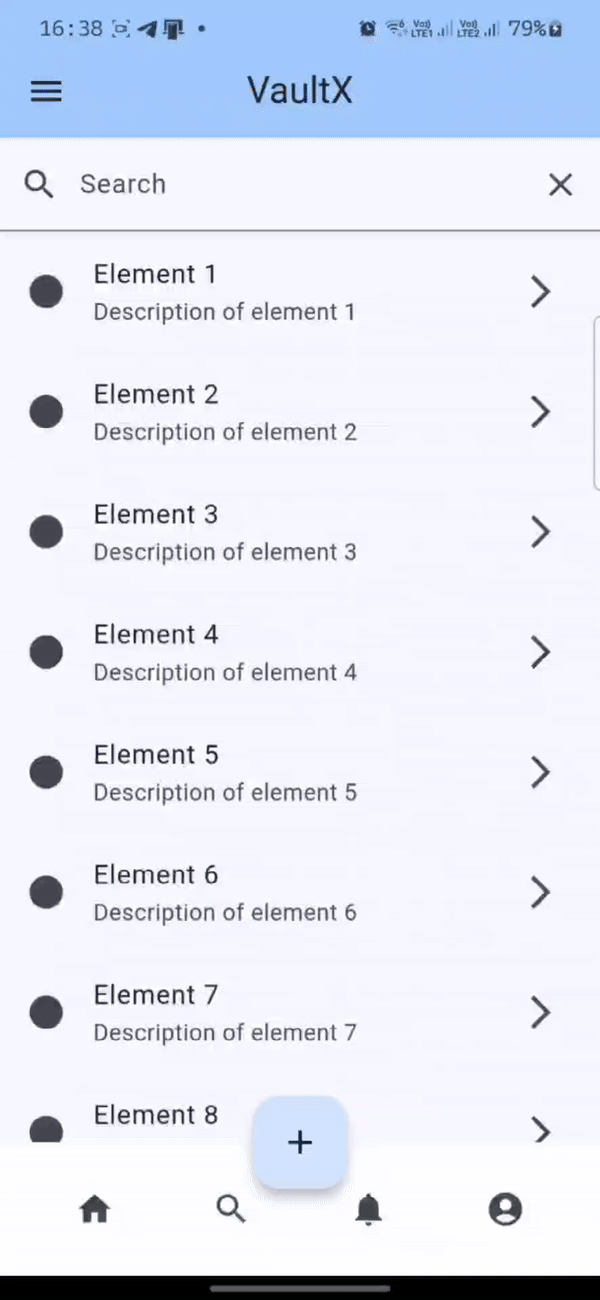 16:38 Vo)) LTE1 Vo)) LTE2 79%
VaultX
Search
Element 1
Description of element 1
Element 2
Description of element 2
Element 3
Description of element 3
Element 4
Description of element 4
Element 5
Description of element 5
Element 6
Description of element 6
Element 7
Description of element 7
Element 8